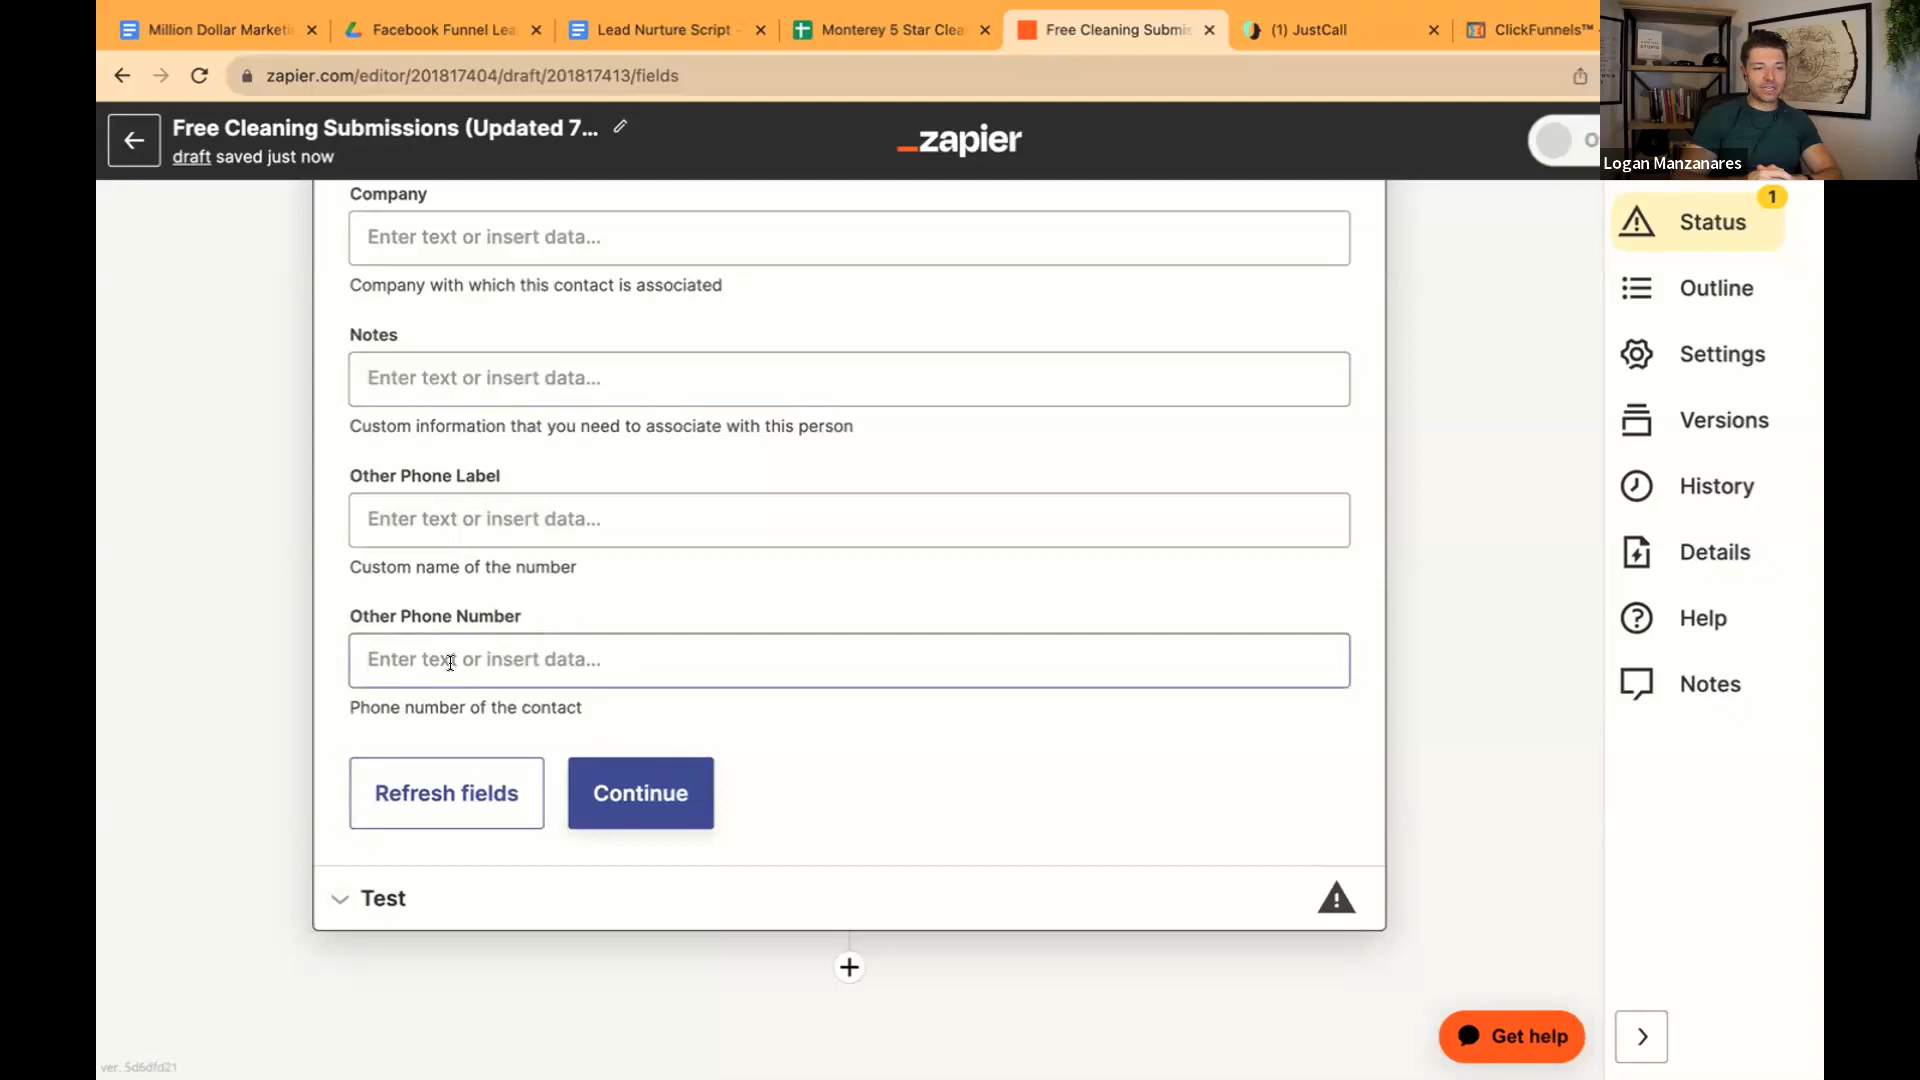 Million Dollar Marketi
Facebook Funnel Lea
Lead Nurture Script -
Monterey 5 Star Clea
Free Cleaning Submis
(1) JustCall
ClickFunnels™
zapier.com/editor/201817404/draft/201817413/fields
Free Cleaning Submissions (Updated 7...
draft saved just now
zapier
Logan Manzanares
Company
Enter text or insert data...
Company with which this contact is associated
Notes
Enter text or insert data...
Custom information that you need to associate with this person
Other Phone Label
Enter text or insert data...
Custom name of the number
Other Phone Number
Enter text or insert data...
Phone number of the contact
Refresh fields
Continue
Test
1
Status
Outline
Settings
Versions
History
Details
Help
Notes
Get help
ver. 5d6dfd21